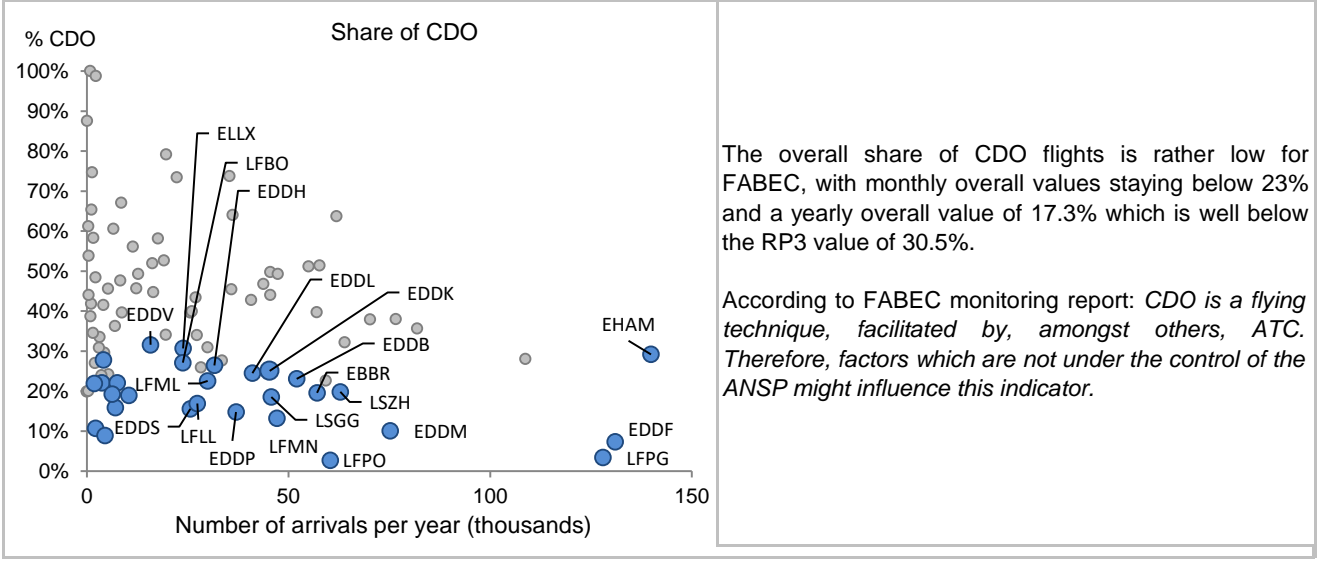 Share of CDO
% CDO
100%
90%
80%
70%
60%
50%
40%
30%
20%
10%
0%
0
50
100
150
Number of arrivals per year (thousands)
ELLX
LFBO
EDDH
EDDL
EDDK
EDDV
EDDB
EHAM
EBBR
LFML
LSZH
LSGG
EDDS
LFLL
EDDM
EDDF
LFMN
EDDP
LFPO
LFPG
The overall share of CDO flights is rather low for
FABEC, with monthly overall values staying below 23%
and a yearly overall value of 17.3% which is well below
the RP3 value of 30.5%.
According to FABEC monitoring report: CDO is a flying
technique, facilitated by, amongst others, ATC.
Therefore, factors which are not under the control of the
ANSP might influence this indicator.